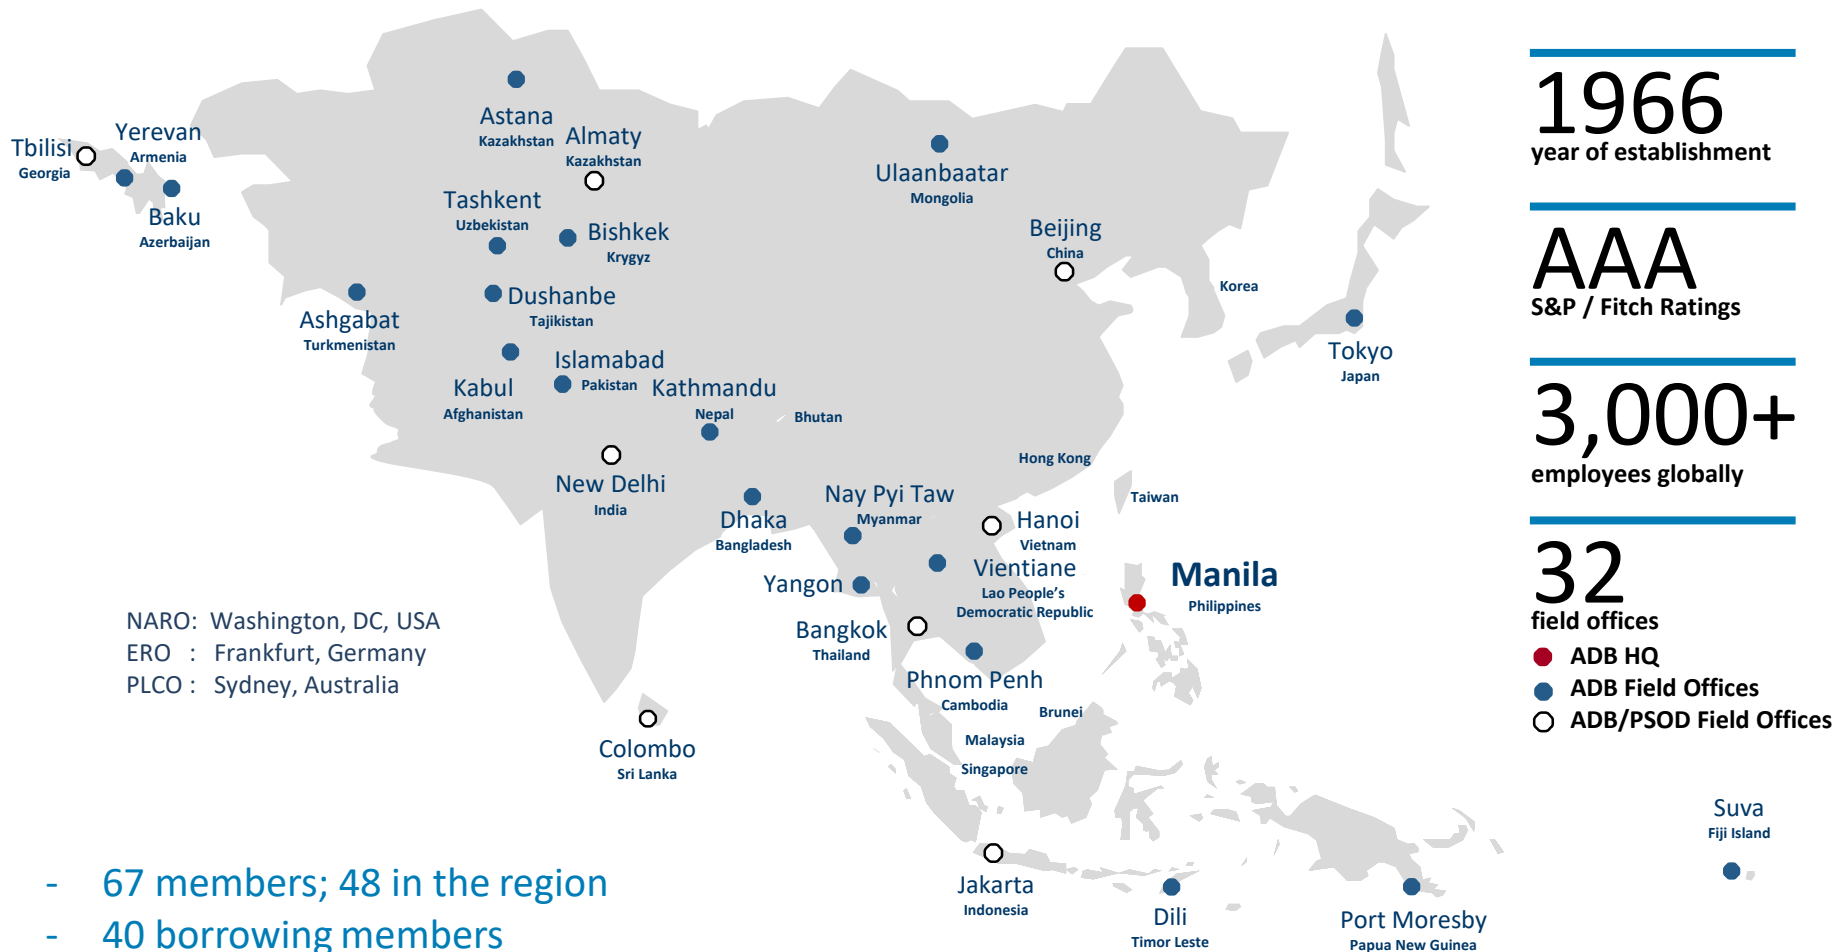 Astana
Kazakhstan
Almaty
Kazakhstan
Tbilisi
Georgia
Yerevan
Armenia
Baku
Azerbaijan
Ulaanbaatar
Mongolia
Tashkent
Uzbekistan
Bishkek
Krygyz
Beijing
China
Korea
Dushanbe
Tajikistan
Ashgabat
Turkmenistan
Tokyo
Japan
Islamabad
Pakistan
Kabul
Afghanistan
Kathmandu
Nepal
Bhutan
Hong Kong
New Delhi
India
Dhaka
Bangladesh
Nay Pyi Taw
Myanmar
Taiwan
Hanoi
Vietnam
Yangon
Vientiane
Lao People's
Democratic Republic
Manila
Philippines
Bangkok
Thailand
Phnom Penh
Cambodia
Brunei
Malaysia
Singapore
Colombo
Sri Lanka
Jakarta
Indonesia
Dili
Timor Leste
Port Moresby
Papua New Guinea
Suva
Fiji Island
NARO: Washington, DC, USA
ERO : Frankfurt, Germany
PLCO : Sydney, Australia
- 67 members; 48 in the region
- 40 borrowing members
1966
year of establishment
AAA
S&P / Fitch Ratings
3,000+
employees globally
32
field offices
ADB HQ
ADB Field Offices
ADB/PSOD Field Offices